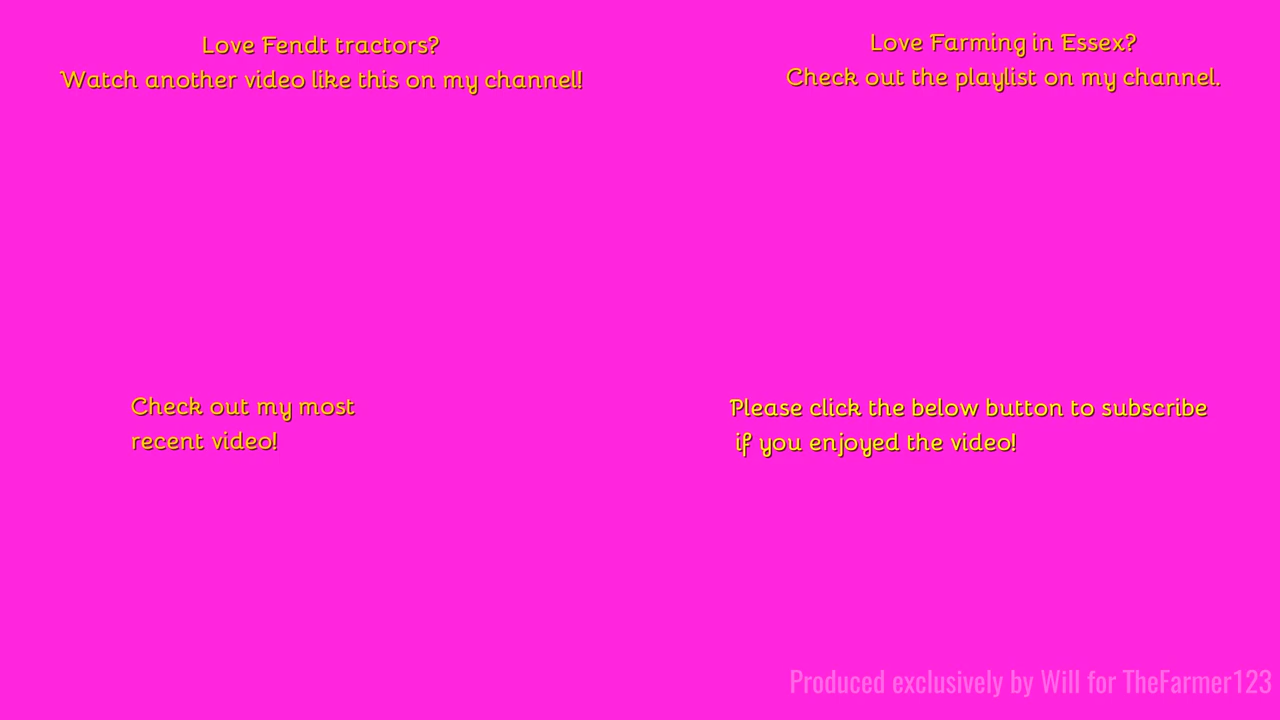 Love Fendt tractors?
Watch another video like this on my channel!
Love Farming in Essex?
Check out the playlist on my channel.
Check out my most
recent video!
Please click the below button to subscribe
if you enjoyed the video!
Produced exclusively by Will for TheFarmer123